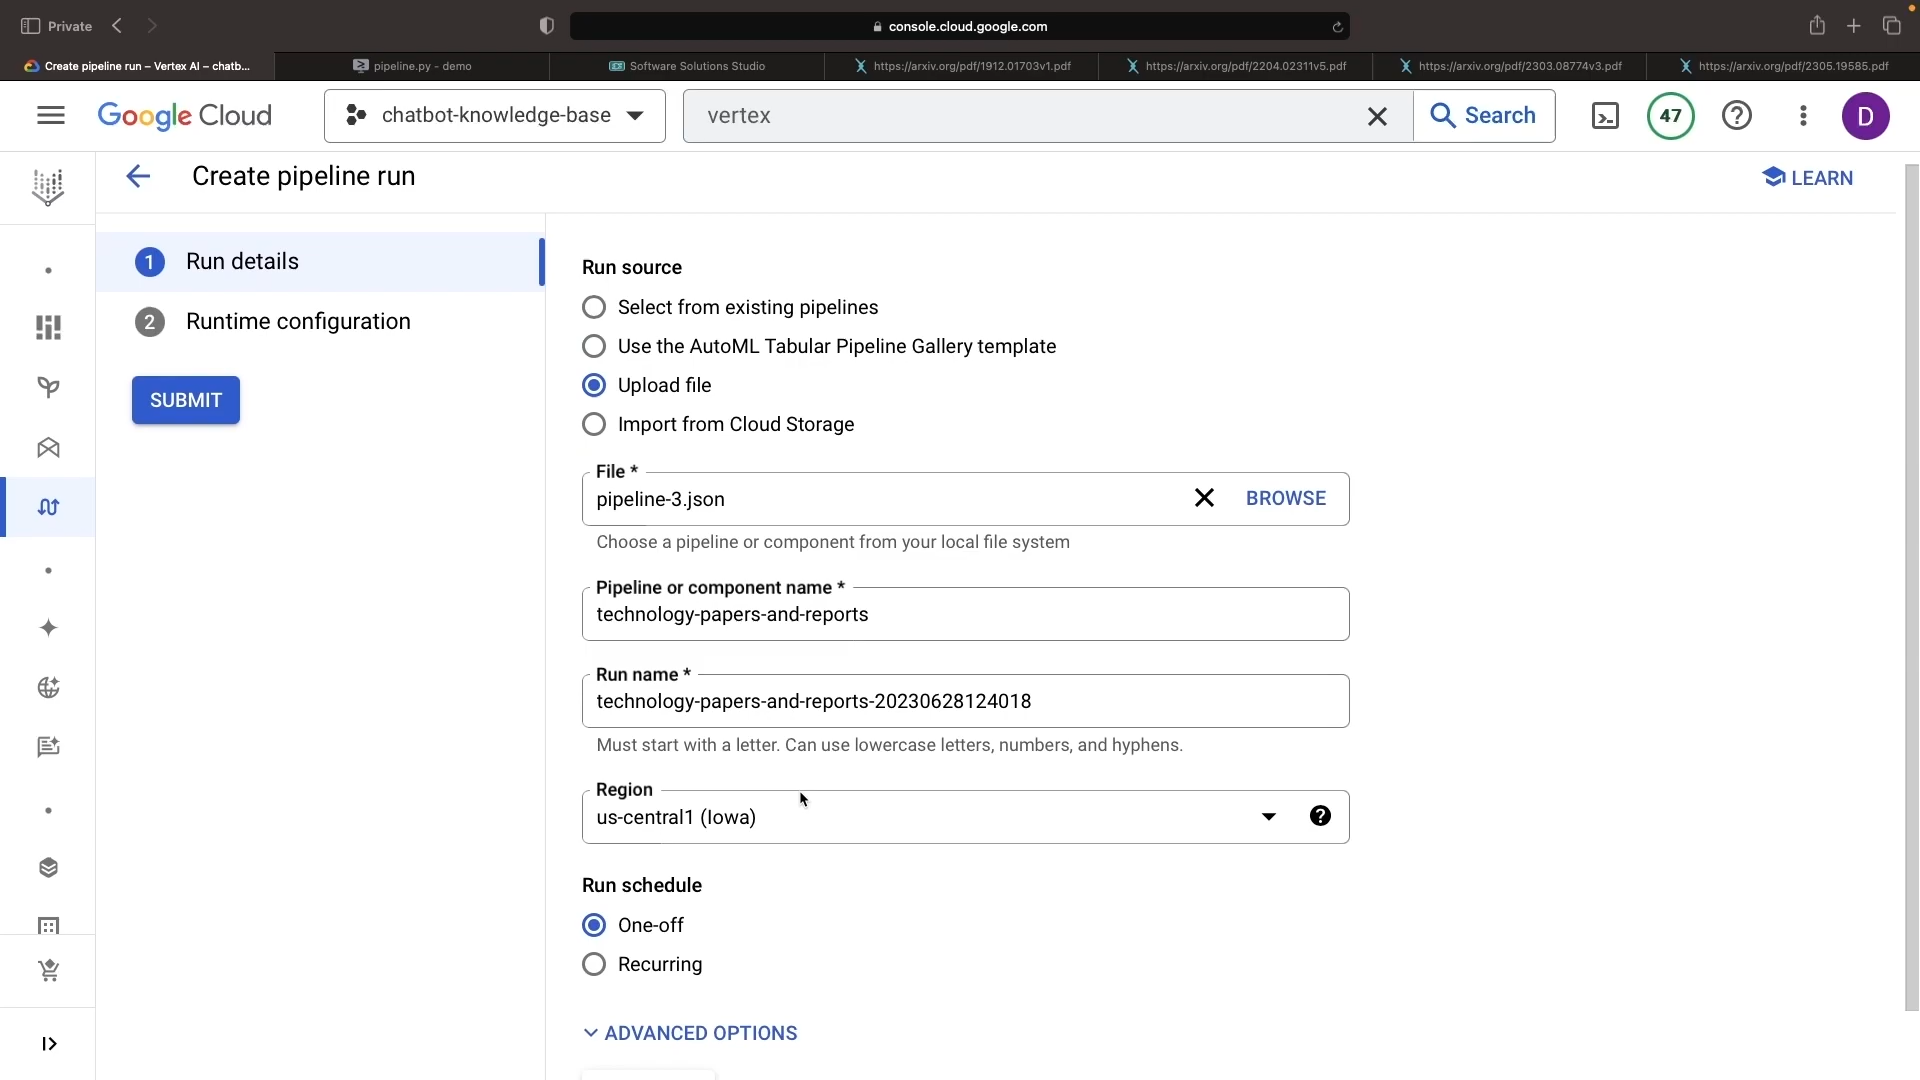 Private
console.cloud.google.com
Create pipeline run – Vertex AI – chatb...
pipeline.py - demo
Software Solutions Studio
https://arxiv.org/pdf/1912.01703v1.pdf
https://arxiv.org/pdf/2204.02311v5.pdf
https://arxiv.org/pdf/2303.08774v3.pdf
https://arxiv.org/pdf/2305.19585.pdf
Google Cloud
chatbot-knowledge-base
vertex
Search
47
D
Create pipeline run
LEARN
1 Run details
2 Runtime configuration
SUBMIT
Run source
Select from existing pipelines
Use the AutoML Tabular Pipeline Gallery template
Upload file
Import from Cloud Storage
File *
pipeline-3.json
BROWSE
Choose a pipeline or component from your local file system
Pipeline or component name *
technology-papers-and-reports
Run name *
technology-papers-and-reports-20230628124018
Must start with a letter. Can use lowercase letters, numbers, and hyphens.
Region
us-central1 (Iowa)
Run schedule
One-off
Recurring
ADVANCED OPTIONS